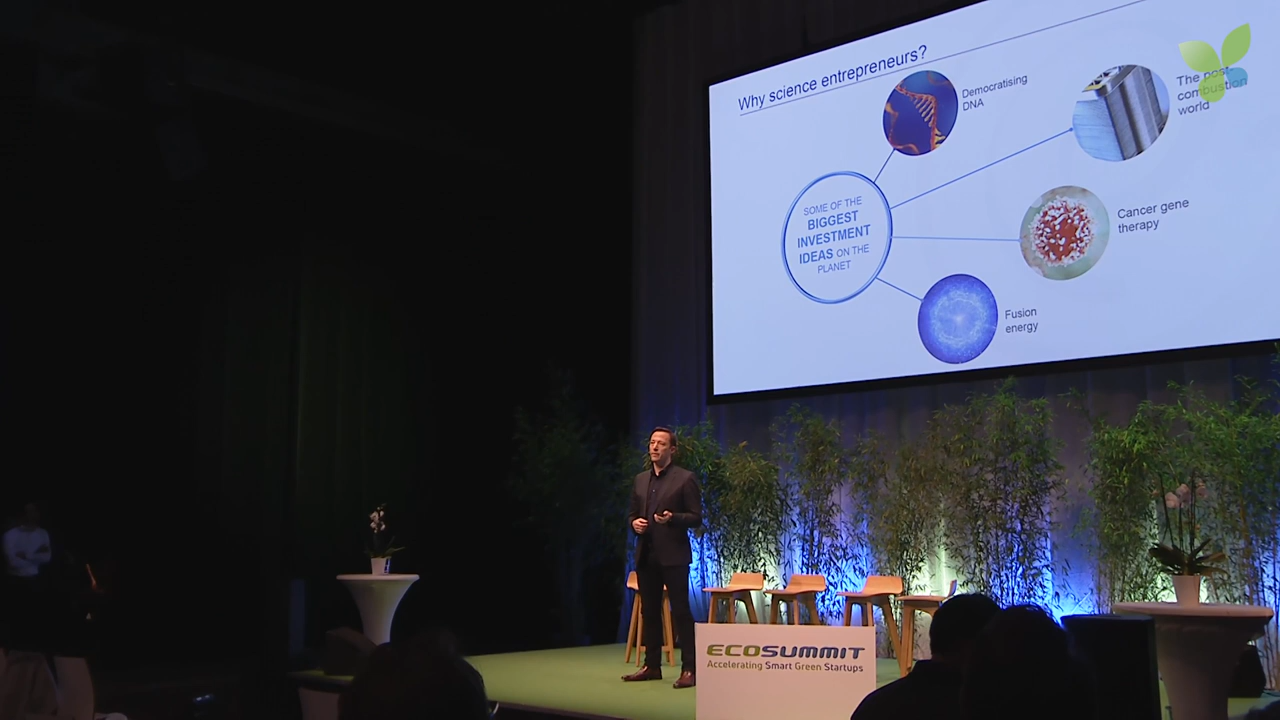 Why science entrepreneurs?
Democratising
DNA
The post-
combustion
world
SOME OF THE
BIGGEST
INVESTMENT
IDEAS ON THE
PLANET
Cancer gene
therapy
Fusion
energy
ECOSUMMIT
Accelerating Smart Green Startups